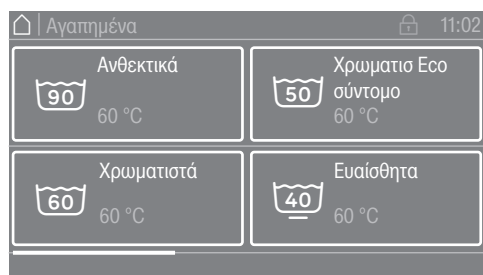 Αγαπημένα 11:02
Ανθεκτικά
90
60 °C
Χρωματισ Eco
σύντομο
50
60 °C
Χρωματιστά
60
60 °C
Ευαίσθητα
40
60 °C